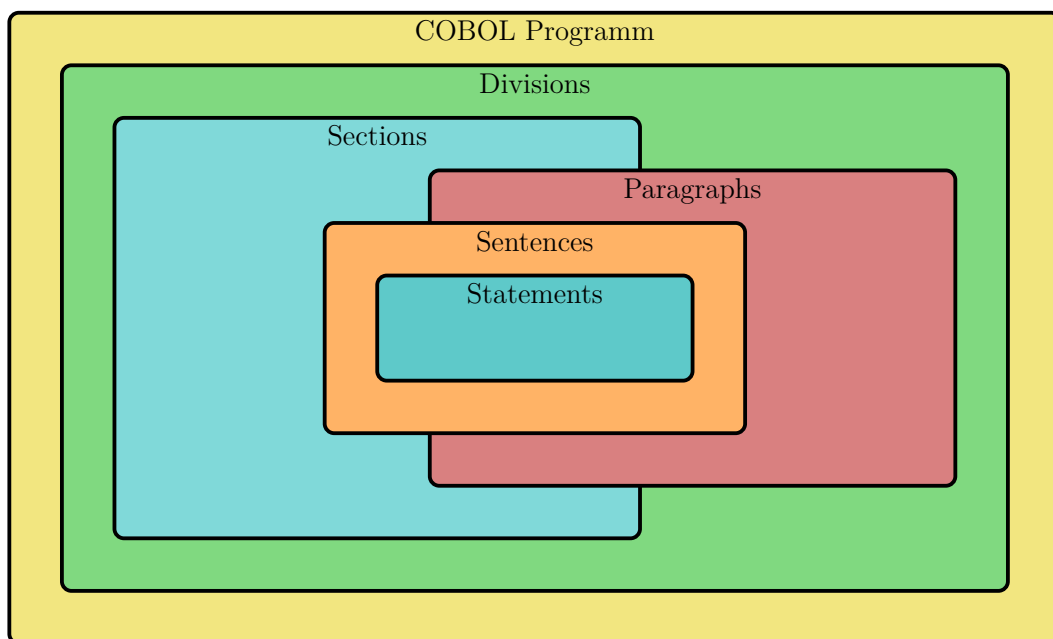 COBOL Programm
Divisions
Sections
Paragraphs
Sentences
Statements